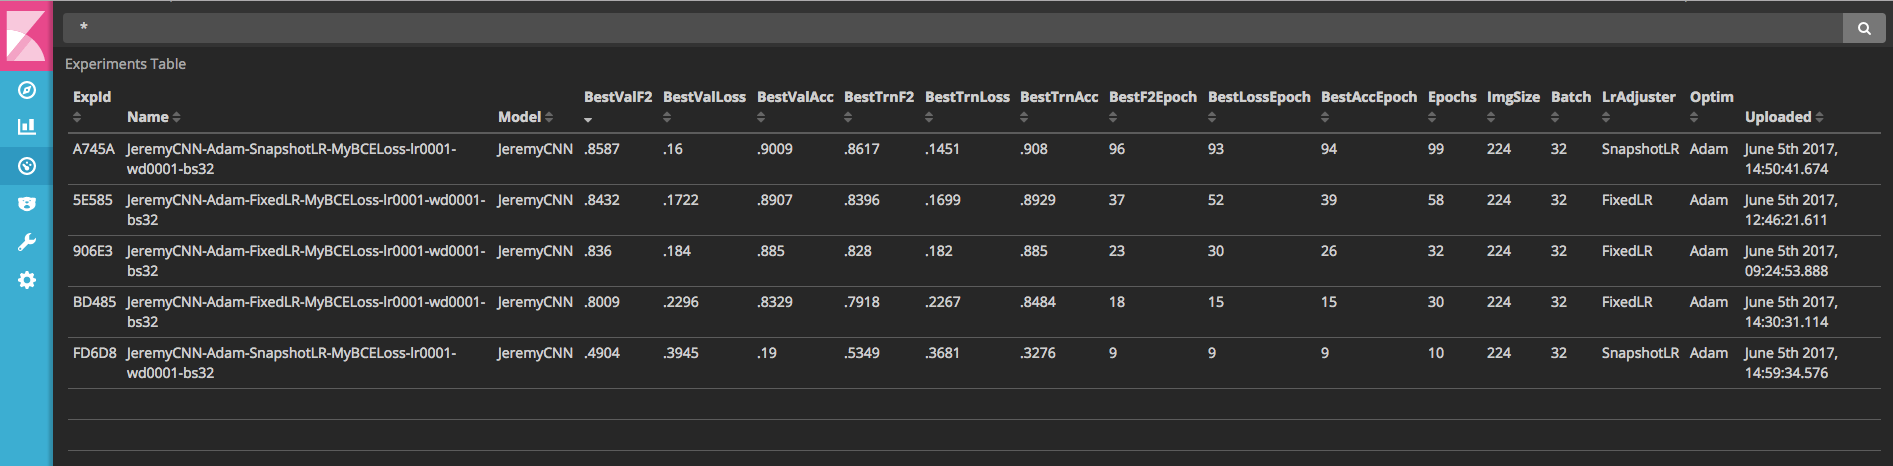 *
Experiments Table
ExpId Name Model BestValF2 BestValLoss BestValAcc BestTrnF2 BestTrnLoss BestTrnAcc BestF2Epoch BestLossEpoch BestAccEpoch Epochs ImgSize Batch LrAdjuster Optim Uploaded
A745A JeremyCNN-Adam-SnapshotLR-MyBCELoss-lr0001- JeremyCNN .8587 .16 .9009 .8617 .1451 .908 96 93 94 99 224 32 SnapshotLR Adam June 5th 2017,
wd0001-bs32 14:50:41.674
5E585 JeremyCNN-Adam-FixedLR-MyBCELoss-lr0001-wd0001- JeremyCNN .8432 .1722 .8907 .8396 .1699 .8929 37 52 39 58 224 32 FixedLR Adam June 5th 2017,
bs32 12:46:21.611
906E3 JeremyCNN-Adam-FixedLR-MyBCELoss-lr0001-wd0001- JeremyCNN .836 .184 .885 .828 .182 .885 23 30 26 32 224 32 FixedLR Adam June 5th 2017,
bs32 09:24:53.888
BD485 JeremyCNN-Adam-FixedLR-MyBCELoss-lr0001-wd0001- JeremyCNN .8009 .2296 .8329 .7918 .2267 .8484 18 15 15 30 224 32 FixedLR Adam June 5th 2017,
bs32 14:30:31.114
FD6D8 JeremyCNN-Adam-SnapshotLR-MyBCELoss-lr0001- JeremyCNN .4904 .3945 .19 .5349 .3681 .3276 9 9 9 10 224 32 SnapshotLR Adam June 5th 2017,
wd0001-bs32 14:59:34.576